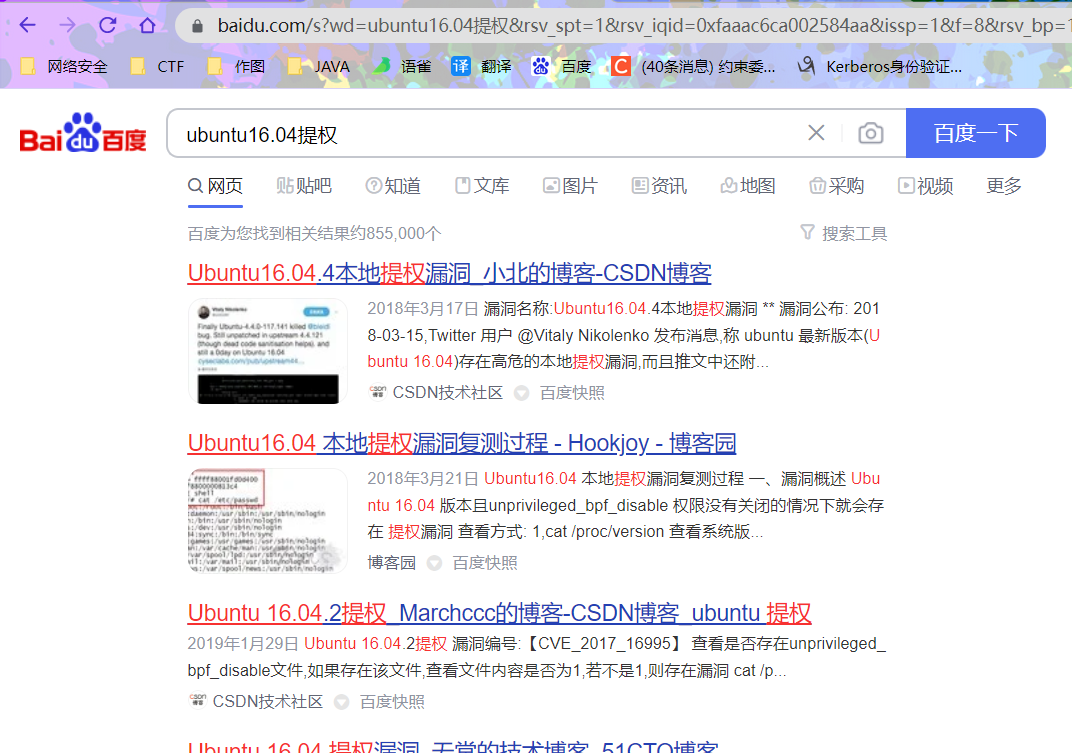 baidu.com/s?wd=ubuntu16.04提权&rsv_spt=1&rsv_iqid=0xfaaac6ca002584aa&issp=1&f=8&rsv_bp=1
网络安全 CTF 作图 JAVA 语雀 译 翻译 百度 C (40条消息) 约束委... Kerberos身份验证...
Bai du 百度 ubuntu16.04提权 百度一下
网页 贴吧 知道 文库 图片 资讯 地图 采购 视频 更多
百度为您找到相关结果约855,000个 搜索工具
Ubuntu16.04.4本地提权漏洞_小北的博客-CSDN博客
Vitaly Nikolenko
Finally Ubuntu-4.4.0-117.141 killed @bleidl
bug. Still unpatched in upstream 4.4.121
(though dead code sanitisation helps). and
still a 0day on Ubuntu 16.04
2018年3月17日 漏洞名称:Ubuntu16.04.4本地提权漏洞 ** 漏洞公布: 201
8-03-15,Twitter 用户 @Vitaly Nikolenko 发布消息,称 ubuntu 最新版本(U
buntu 16.04)存在高危的本地提权漏洞,而且推文中还附...
CSDN 博客 CSDN技术社区 百度快照
Ubuntu16.04 本地提权漏洞复测过程 - Hookjoy - 博客园
# cat /etc/passwd
2018年3月21日 Ubuntu16.04 本地提权漏洞复测过程 一、漏洞概述 Ubu
ntu 16.04 版本且unprivileged_bpf_disable 权限没有关闭的情况下就会存
在 提权漏洞 查看方式: 1,cat /proc/version 查看系统版...
博客园 百度快照
Ubuntu 16.04.2提权_Marchccc的博客-CSDN博客_ubuntu 提权
2019年1月29日 Ubuntu 16.04.2提权 漏洞编号:【CVE_2017_16995】 查看是否存在unprivileged_
bpf_disable文件,如果存在该文件,查看文件内容是否为1,若不是1,则存在漏洞 cat /p...
CSDN 博客 CSDN技术社区 百度快照
Ubuntu 16.04 提权漏洞_无常的技术博客_51CTO博客